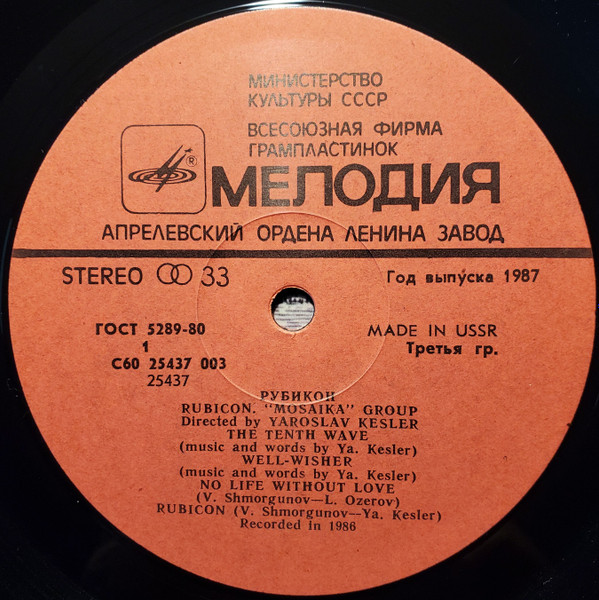 МИНИСТЕРСТВО
КУЛЬТУРЫ СССР
ВСЕСОЮЗНАЯ ФИРМА
ГРАМПЛАСТИНОК
®
МЕЛОДИЯ
АПРЕЛЕВСКИЙ ОРДЕНА ЛЕНИНА ЗАВОД
STEREO 33
Год выпу́ска 1987
ГОСТ 5289-80
MADE IN USSR
1
Третья гр.
С60 25437 003
25437
РУБИКОН
RUBICON. "MOSAIKA" GROUP
Directed by YAROSLAV KESLER
THE TENTH WAVE
(music and words by Ya. Kesler)
WELL-WISHER
(music and words by Ya. Kesler)
NO LIFE WITHOUT LOVE
(V. Shmorgunov—L. Ozerov)
RUBICON (V. Shmorgunov—Ya. Kesler)
Recorded in 1986